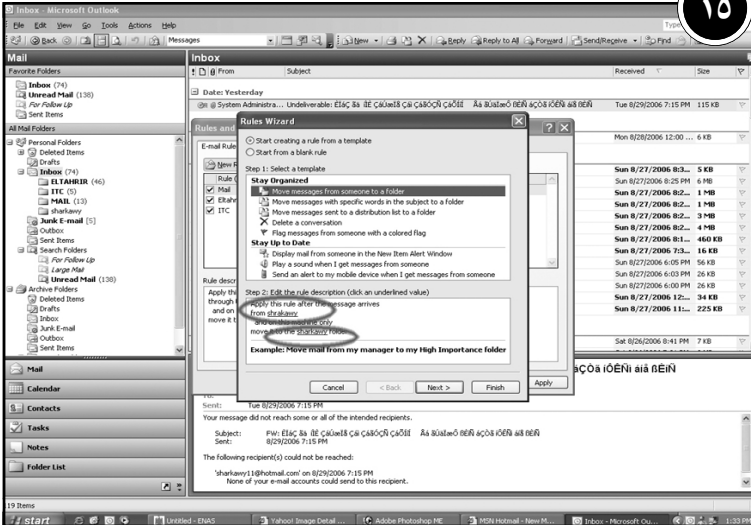 Inbox - Microsoft Outlook
١٥
File Edit View Go Tools Actions Help
Back Messages New Reply Reply to All Forward Send/Receive Find
Mail
Favorite Folders
Inbox (74)
Unread Mail (138)
For Follow Up
Sent Items
All Mail Folders
Personal Folders
Deleted Items
Drafts
Inbox (74)
ELTAHRIR (46)
ITC (5)
MAIL (13)
sharkawy
Junk E-mail [5]
Outbox
Sent Items
Search Folders
For Follow Up
Large Mail
Unread Mail (138)
Archive Folders
Deleted Items
Drafts
Inbox
Junk E-mail
Outbox
Sent Items
Mail
Calendar
Contacts
Tasks
Notes
Folder List
19 Items
Inbox
From Subject Received Size
Date: Yesterday
System Administra... Undeliverable: Tue 8/29/2006 7:15 PM 115 KB
Mon 8/28/2006 12:00 ... 6 KB
Sun 8/27/2006 8:3... 5 KB
Sun 8/27/2006 8:25 PM 6 MB
Sun 8/27/2006 8:2... 1 MB
Sun 8/27/2006 8:2... 1 MB
Sun 8/27/2006 8:2... 3 MB
Sun 8/27/2006 8:2... 4 MB
Sun 8/27/2006 8:1... 460 KB
Sun 8/27/2006 7:3... 16 KB
Sun 8/27/2006 6:05 PM 56 KB
Sun 8/27/2006 6:03 PM 26 KB
Sun 8/27/2006 6:00 PM 26 KB
Sun 8/27/2006 12:... 34 KB
Sun 8/27/2006 11:... 225 KB
Sat 8/26/2006 8:41 PM 7 KB
Rules and
E-mail Rule
New R
Rule (
Mail
Eltahr
ITC
Rule descr
Apply thi
through
and on
move it t
Apply
Rules Wizard
Start creating a rule from a template
Start from a blank rule
Step 1: Select a template
Stay Organized
Move messages from someone to a folder
Move messages with specific words in the subject to a folder
Move messages sent to a distribution list to a folder
Delete a conversation
Flag messages from someone with a colored flag
Stay Up to Date
Display mail from someone in the New Item Alert Window
Play a sound when I get messages from someone
Send an alert to my mobile device when I get messages from someone
Step 2: Edit the rule description (click an underlined value)
Apply this rule after the message arrives
from shrakawy
and on this machine only
move it to the sharkawy folder
Example: Move mail from my manager to my High Importance folder
Cancel < Back Next > Finish
To:
Sent: Tue 8/29/2006 7:15 PM
Your message did not reach some or all of the intended recipients.
Subject: FW:
Sent: 8/29/2006 7:15 PM
The following recipient(s) could not be reached:
'sharkawy11@hotmail.com' on 8/29/2006 7:15 PM
None of your e-mail accounts could send to this recipient.
start Untitled - ENAS Yahoo! Image Detail ... Adobe Photoshop ME MSN Hotmail - New M... Inbox - Microsoft Ou... 1:33 PM